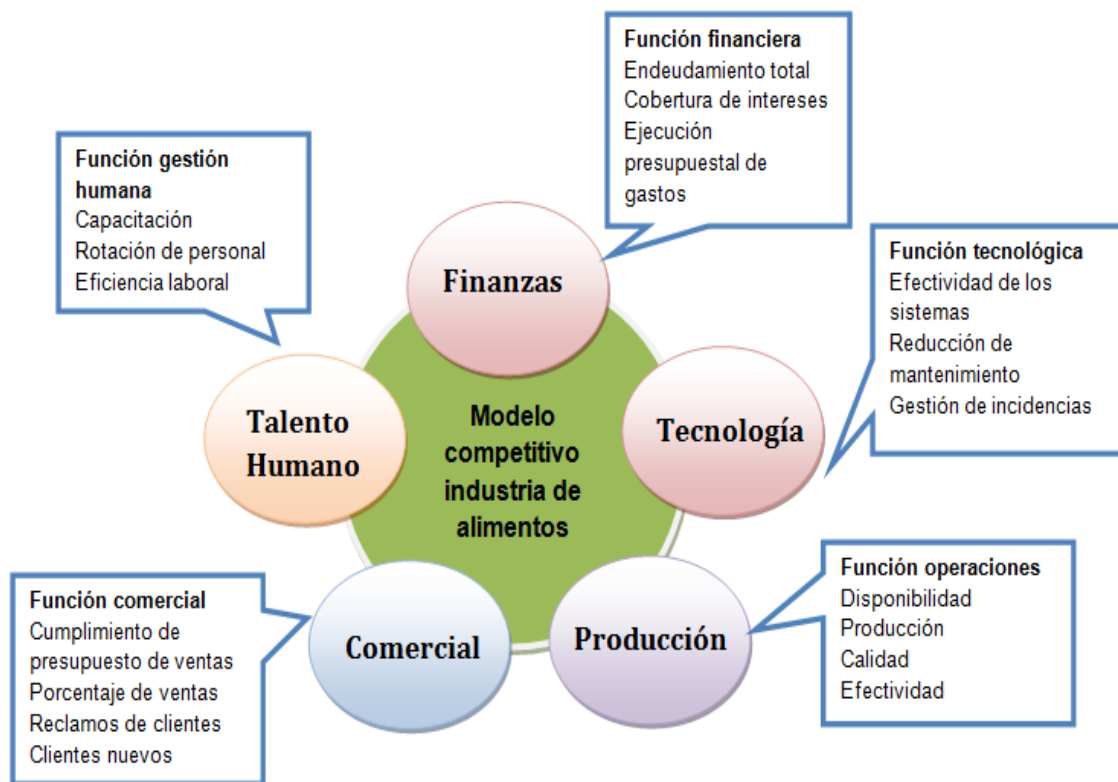 Función financiera
Endeudamiento total
Cobertura de intereses
Ejecución
presupuestal de
gastos
Función gestión
humana
Capacitación
Rotación de personal
Eficiencia laboral
Función tecnológica
Efectividad de los
sistemas
Reducción de
mantenimiento
Gestión de incidencias
Finanzas
Talento
Humano
Modelo
competitivo
industria de
alimentos
Tecnología
Función comercial
Cumplimiento de
presupuesto de ventas
Porcentaje de ventas
Reclamos de clientes
Clientes nuevos
Comercial
Producción
Función operaciones
Disponibilidad
Producción
Calidad
Efectividad